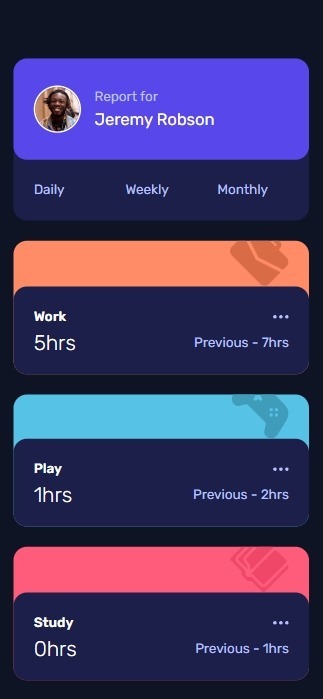 Report for
Jeremy Robson
Daily Weekly Monthly
Work
5hrs Previous - 7hrs
Play
1hrs Previous - 2hrs
Study
0hrs Previous - 1hrs